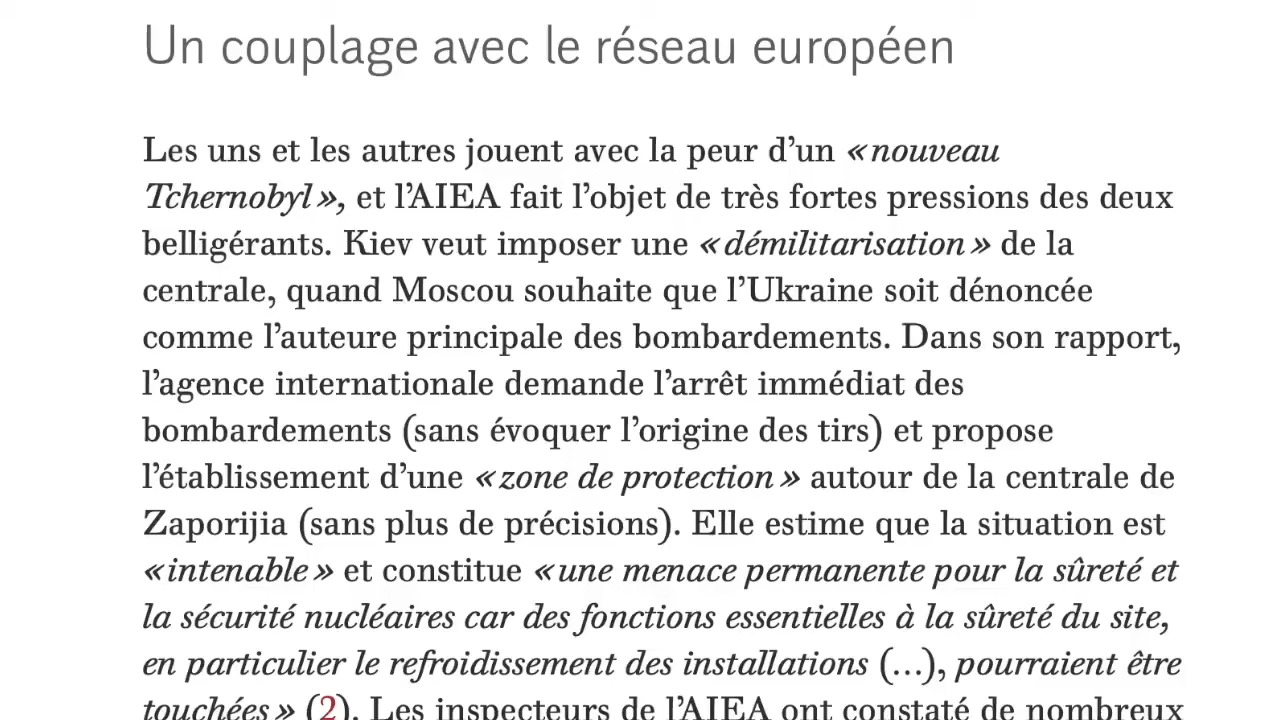 Un couplage avec le réseau européen
Les uns et les autres jouent avec la peur d’un « nouveau
Tchernobyl », et l’AIEA fait l’objet de très fortes pressions des deux
belligérants. Kiev veut imposer une « démilitarisation » de la
centrale, quand Moscou souhaite que l’Ukraine soit dénoncée
comme l’auteure principale des bombardements. Dans son rapport,
l’agence internationale demande l’arrêt immédiat des
bombardements (sans évoquer l’origine des tirs) et propose
l’établissement d’une « zone de protection » autour de la centrale de
Zaporijia (sans plus de précisions). Elle estime que la situation est
« intenable » et constitue « une menace permanente pour la sûreté et
la sécurité nucléaires car des fonctions essentielles à la sûreté du site,
en particulier le refroidissement des installations (…), pourraient être
touchées » (2). Les inspecteurs de l’AIEA ont constaté de nombreux